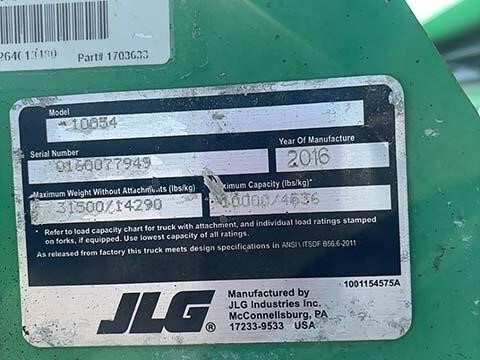 264013480 Part# 1703633
Model
10054
Serial Number
0160077949
Year Of Manufacture
2016
Maximum Weight Without Attachments (lbs/kg)
31500/14290
Maximum Capacity (lbs/kg)*
10000/4536
* Refer to load capacity chart for truck with attachment, and individual load ratings stamped
on forks, if equipped. Use lowest capacity of all ratings.
As released from factory this truck meets design specifications in ANSI \ ITSDF B56.6-2011
1001154575A
JLG®
Manufactured by
JLG Industries Inc.
McConnellsburg, PA
17233-9533 USA